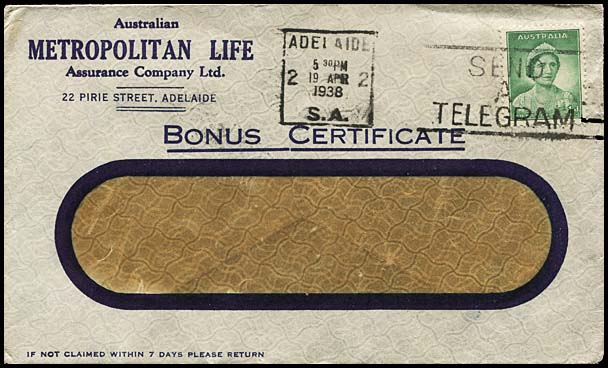 Australian
METROPOLITAN LIFE
Assurance Company Ltd.
22 PIRIE STREET, ADELAIDE
ADELAIDE
5 30PM
2 19 APR 2
1938
S.A.
SEND
A
TELEGRAM
AUSTRALIA
BONUS CERTIFICATE
IF NOT CLAIMED WITHIN 7 DAYS PLEASE RETURN